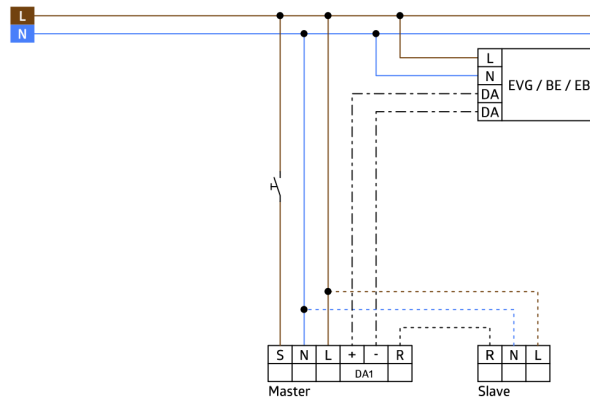 L
N
L
N
DA
DA
EVG / BE / EB
S N L + - R
DA1
Master
R N L
Slave